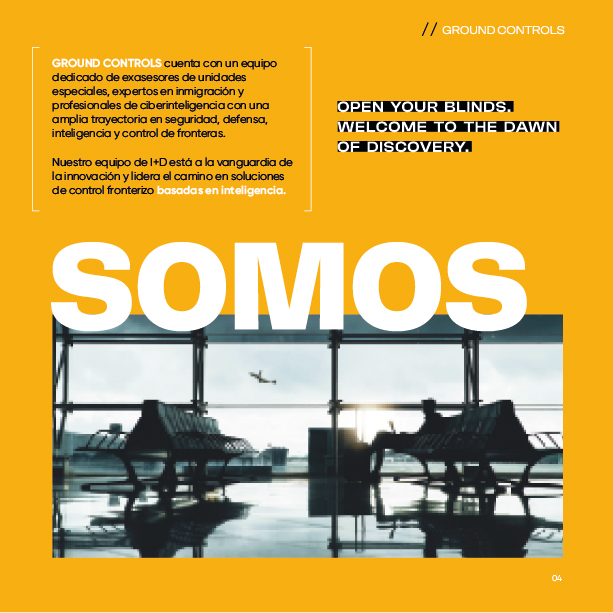 // GROUND CONTROLS
GROUND CONTROLS cuenta con un equipo
dedicado de exasesores de unidades
especiales, expertos en inmigración y
profesionales de ciberinteligencia con una
amplia trayectoria en seguridad, defensa,
inteligencia y control de fronteras.
Nuestro equipo de I+D está a la vanguardia de
la innovación y lidera el camino en soluciones
de control fronterizo basadas en inteligencia.
OPEN YOUR BLINDS.
WELCOME TO THE DAWN
OF DISCOVERY.
SOMOS
04